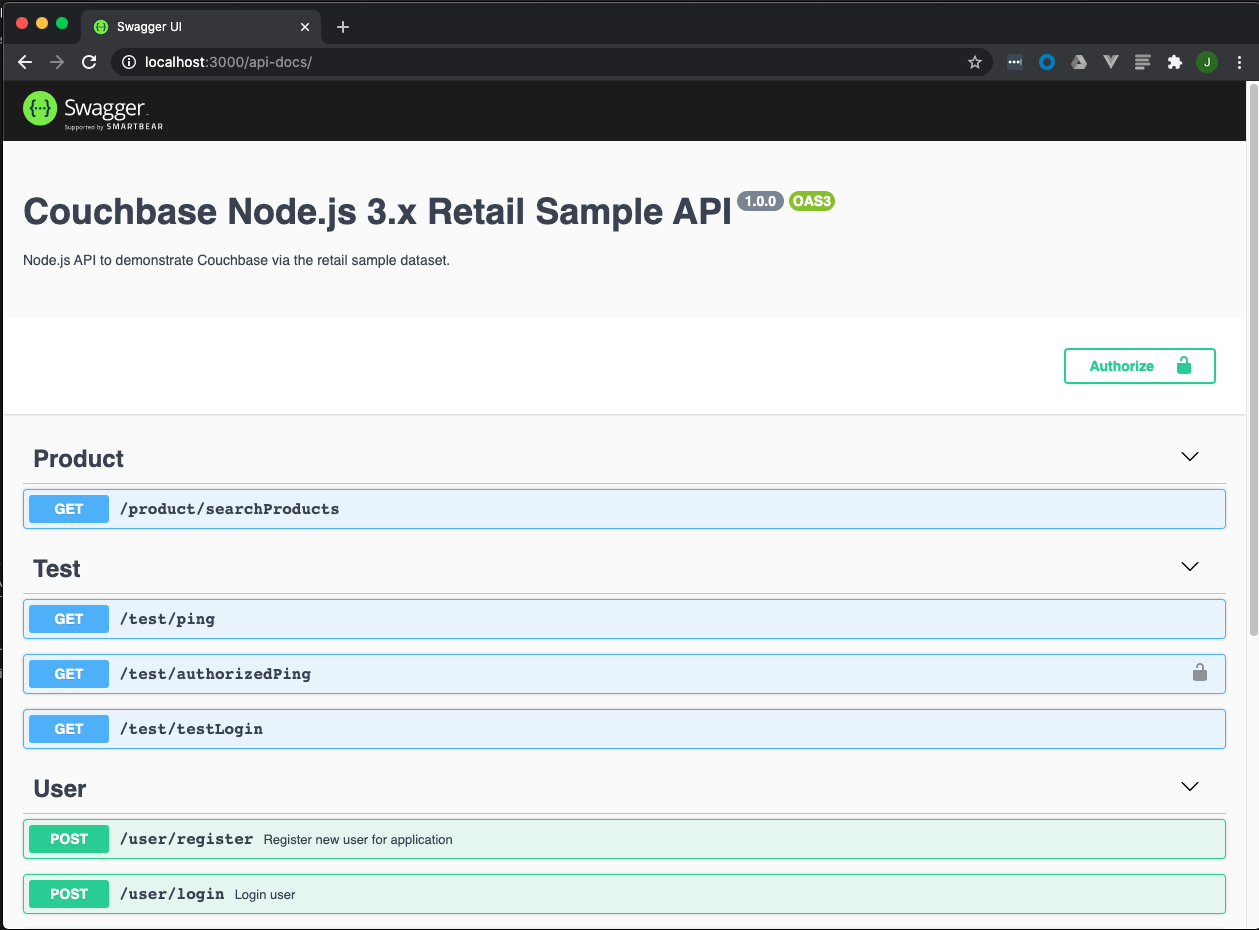 Swagger UI
localhost:3000/api-docs/
J
{···} Swagger
Supported by SMARTBEAR
Couchbase Node.js 3.x Retail Sample API 1.0.0 OAS3
Node.js API to demonstrate Couchbase via the retail sample dataset.
Authorize
Product
GET /product/searchProducts
Test
GET /test/ping
GET /test/authorizedPing
GET /test/testLogin
User
POST /user/register Register new user for application
POST /user/login Login user